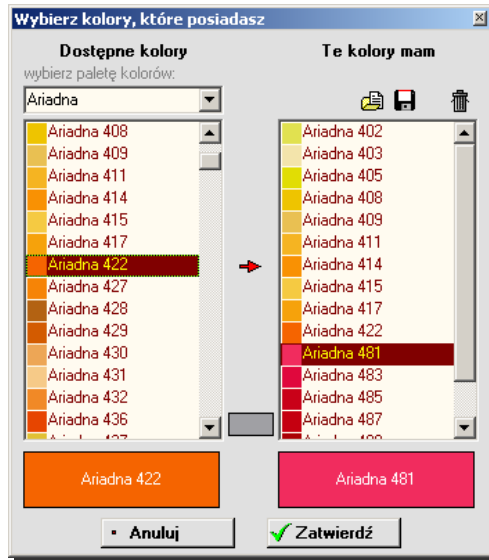 Wybierz kolory, które posiadasz
Dostępne kolory
wybierz paletę kolorów:
Ariadna
Ariadna 408
Ariadna 409
Ariadna 411
Ariadna 414
Ariadna 415
Ariadna 417
Ariadna 422
Ariadna 427
Ariadna 428
Ariadna 429
Ariadna 430
Ariadna 431
Ariadna 432
Ariadna 436
Ariadna 422
Te kolory mam
Ariadna 402
Ariadna 403
Ariadna 405
Ariadna 408
Ariadna 409
Ariadna 411
Ariadna 414
Ariadna 415
Ariadna 417
Ariadna 422
Ariadna 481
Ariadna 483
Ariadna 485
Ariadna 487
Ariadna 481
Anuluj
Zatwierdź